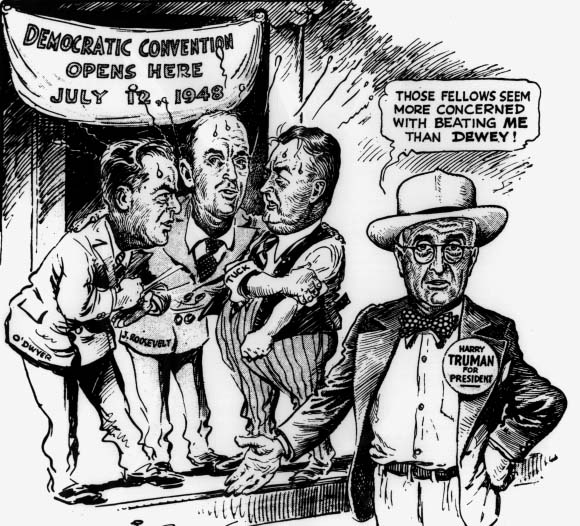 DEMOCRATIC CONVENTION
OPENS HERE
JULY 12.. 1948
THOSE FELLOWS SEEM
MORE CONCERNED
WITH BEATING ME
THAN DEWEY!
O'DWYER
J. ROOSEVELT
TUCK
HARRY
TRUMAN
FOR
PRESIDENT